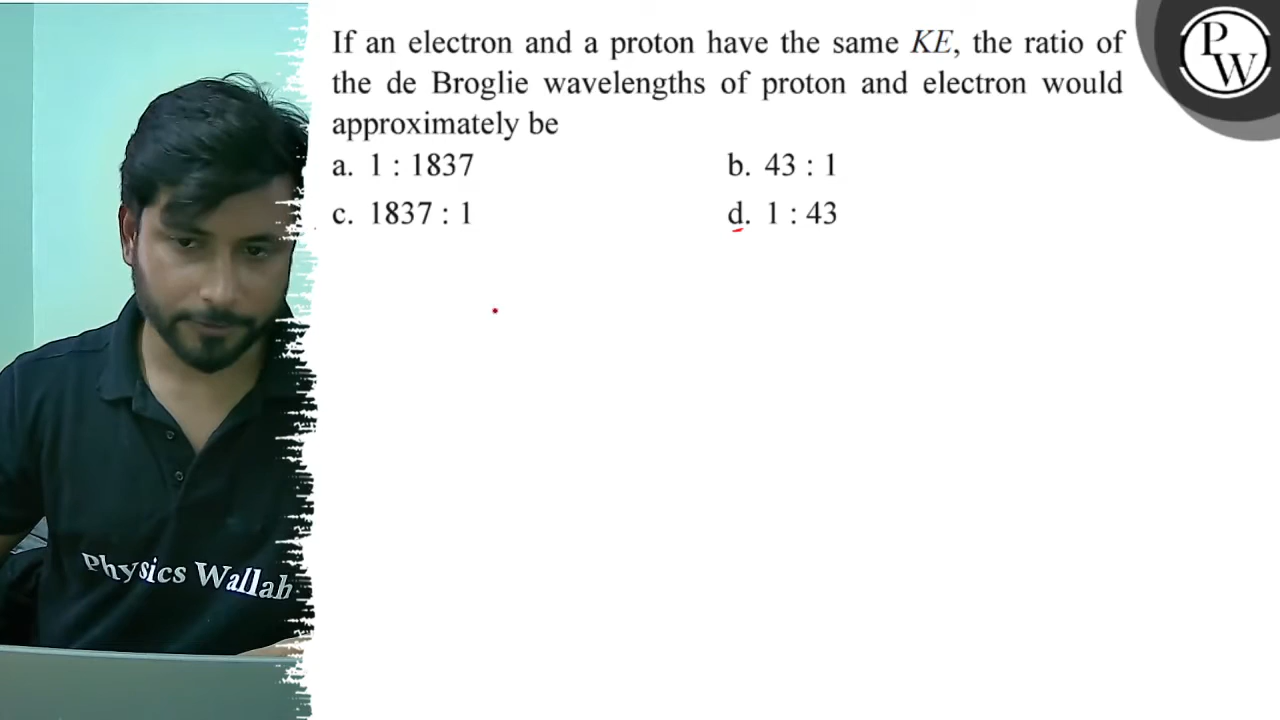 If an electron and a proton have the same KE, the ratio of
the de Broglie wavelengths of proton and electron would
approximately be
a. 1 : 1837
b. 43 : 1
c. 1837 : 1
d. 1 : 43
PW
Physics Wallah